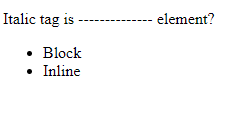 Italic tag is -------------- element?
• Block
• Inline